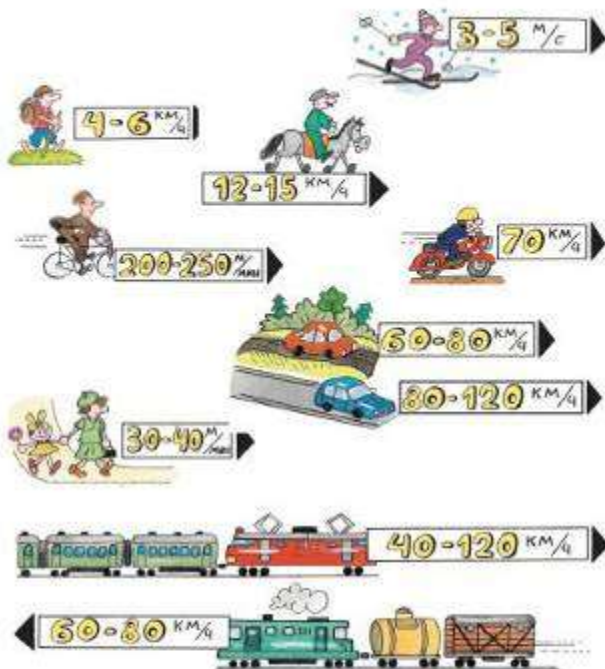 3-5 М/С
4-6 КМ/Ч
12-15 КМ/Ч
200-250 М/МИН
70 КМ/Ч
60-80 КМ/Ч
80-120 КМ/Ч
30-40 М/МИН
40-120 КМ/Ч
60-80 КМ/Ч